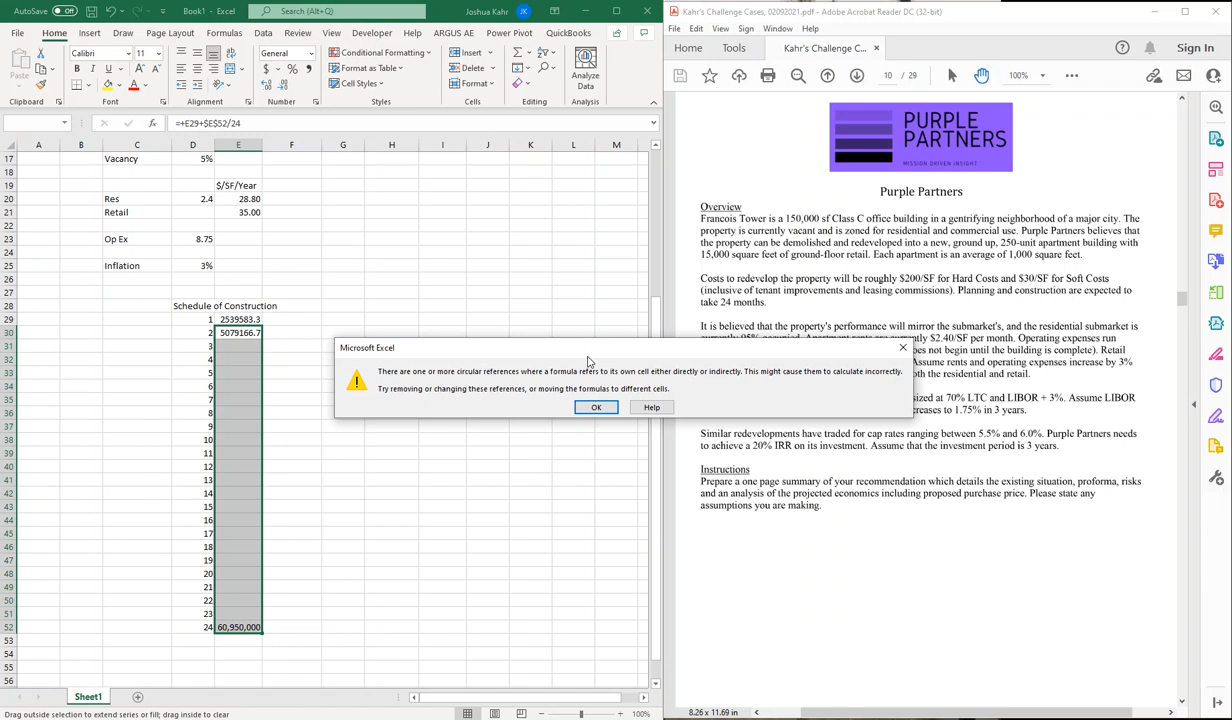 AutoSave Off Book1 - Excel Search (Alt+Q) Joshua Kahr JK
File Home Insert Draw Page Layout Formulas Data Review View Developer Help ARGUS AE Power Pivot QuickBooks
Paste Calibri 11 General Conditional Formatting Insert Analyze Data
B I U A A $ % Format as Table Delete
Cell Styles Format
Clipboard Font Alignment Number Styles Cells Editing Analysis
=+E29+$E$52/24
A B C D E F G H I J K L M
17 Vacancy 5%
18
19 $/SF/Year
20 Res 2.4 28.80
21 Retail 35.00
22
23 Op Ex 8.75
24
25 Inflation 3%
26
27
28 Schedule of Construction
29 1 2539583.3
30 2 5079166.7
31 3
32 4
33 5
34 6
35 7
36 8
37 9
38 10
39 11
40 12
41 13
42 14
43 15
44 16
45 17
46 18
47 19
48 20
49 21
50 22
51 23
52 24 60,950,000
53
54
55
56
Sheet1
Drag outside selection to extend series or fill; drag inside to clear 100%
Microsoft Excel
There are one or more circular references where a formula refers to its own cell either directly or indirectly. This might cause them to calculate incorrectly.
Try removing or changing these references, or moving the formulas to different cells.
OK Help
Kahr's Challenge Cases, 02092021.pdf - Adobe Acrobat Reader DC (32-bit)
File Edit View Sign Window Help
Home Tools Kahr's Challenge C... Sign In
10 / 29 100%
PURPLE
PARTNERS
MISSION DRIVEN INSIGHT
Purple Partners
Overview
Francois Tower is a 150,000 sf Class C office building in a gentrifying neighborhood of a major city. The
property is currently vacant and is zoned for residential and commercial use. Purple Partners believes that
the property can be demolished and redeveloped into a new, ground up, 250-unit apartment building with
15,000 square feet of ground-floor retail. Each apartment is an average of 1,000 square feet.
Costs to redevelop the property will be roughly $200/SF for Hard Costs and $30/SF for Soft Costs
(inclusive of tenant improvements and leasing commissions). Planning and construction are expected to
take 24 months.
It is believed that the property's performance will mirror the submarket's, and the residential submarket is
currently 95% occupied. Apartment rents are currently $2.40/SF per month. Operating expenses run
oes not begin until the building is complete). Retail
Assume rents and operating expenses increase by 3%
the residential and retail.
sized at 70% LTC and LIBOR + 3%. Assume LIBOR
creases to 1.75% in 3 years.
Similar redevelopments have traded for cap rates ranging between 5.5% and 6.0%. Purple Partners needs
to achieve a 20% IRR on its investment. Assume that the investment period is 3 years.
Instructions
Prepare a one page summary of your recommendation which details the existing situation, proforma, risks
and an analysis of the projected economics including proposed purchase price. Please state any
assumptions you are making.
8.26 x 11.69 in